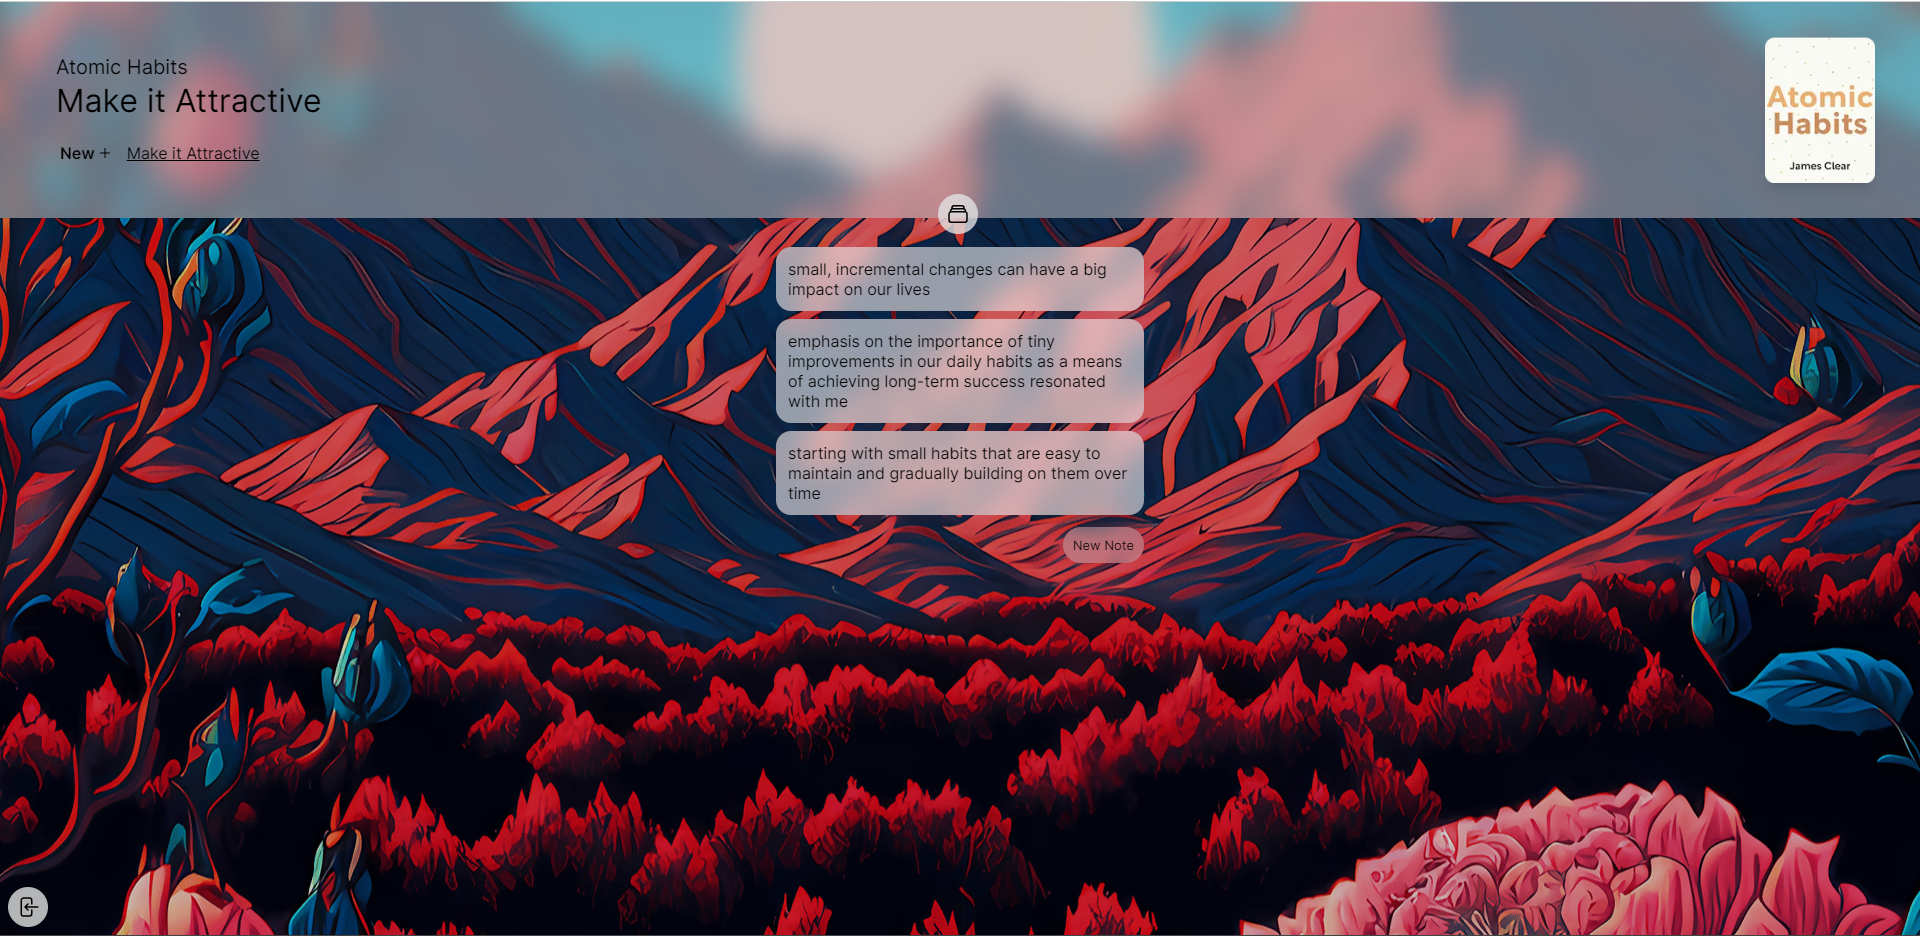 Atomic Habits
Make it Attractive
New +
Make it Attractive
Atomic
Habits
James Clear
small, incremental changes can have a big
impact on our lives
emphasis on the importance of tiny
improvements in our daily habits as a means
of achieving long-term success resonated
with me
starting with small habits that are easy to
maintain and gradually building on them over
time
New Note